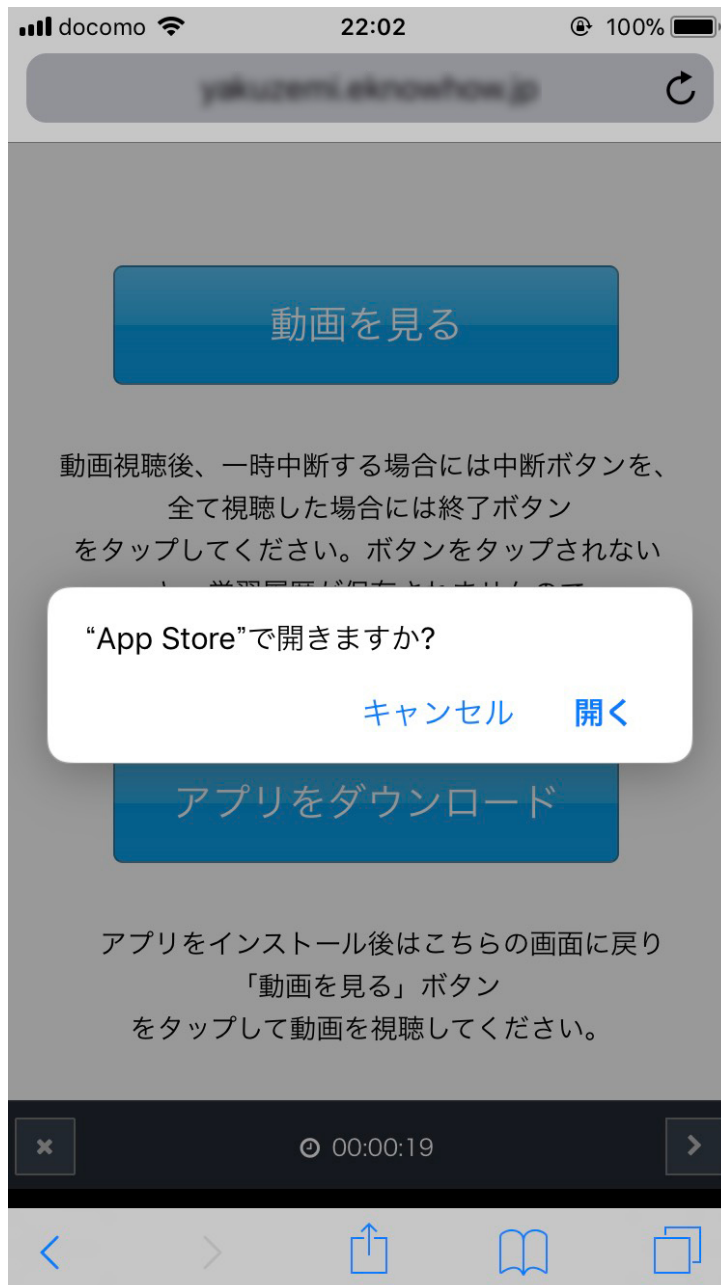 docomo
22:02
100%
動画を見る
動画視聴後、一時中断する場合には中断ボタンを、
全て視聴した場合には終了ボタン
をタップしてください。ボタンをタップされない
“App Store”で開きますか?
キャンセル
開く
アプリをダウンロード
アプリをインストール後はこちらの画面に戻り
「動画を見る」ボタン
をタップして動画を視聴してください。
00:00:19